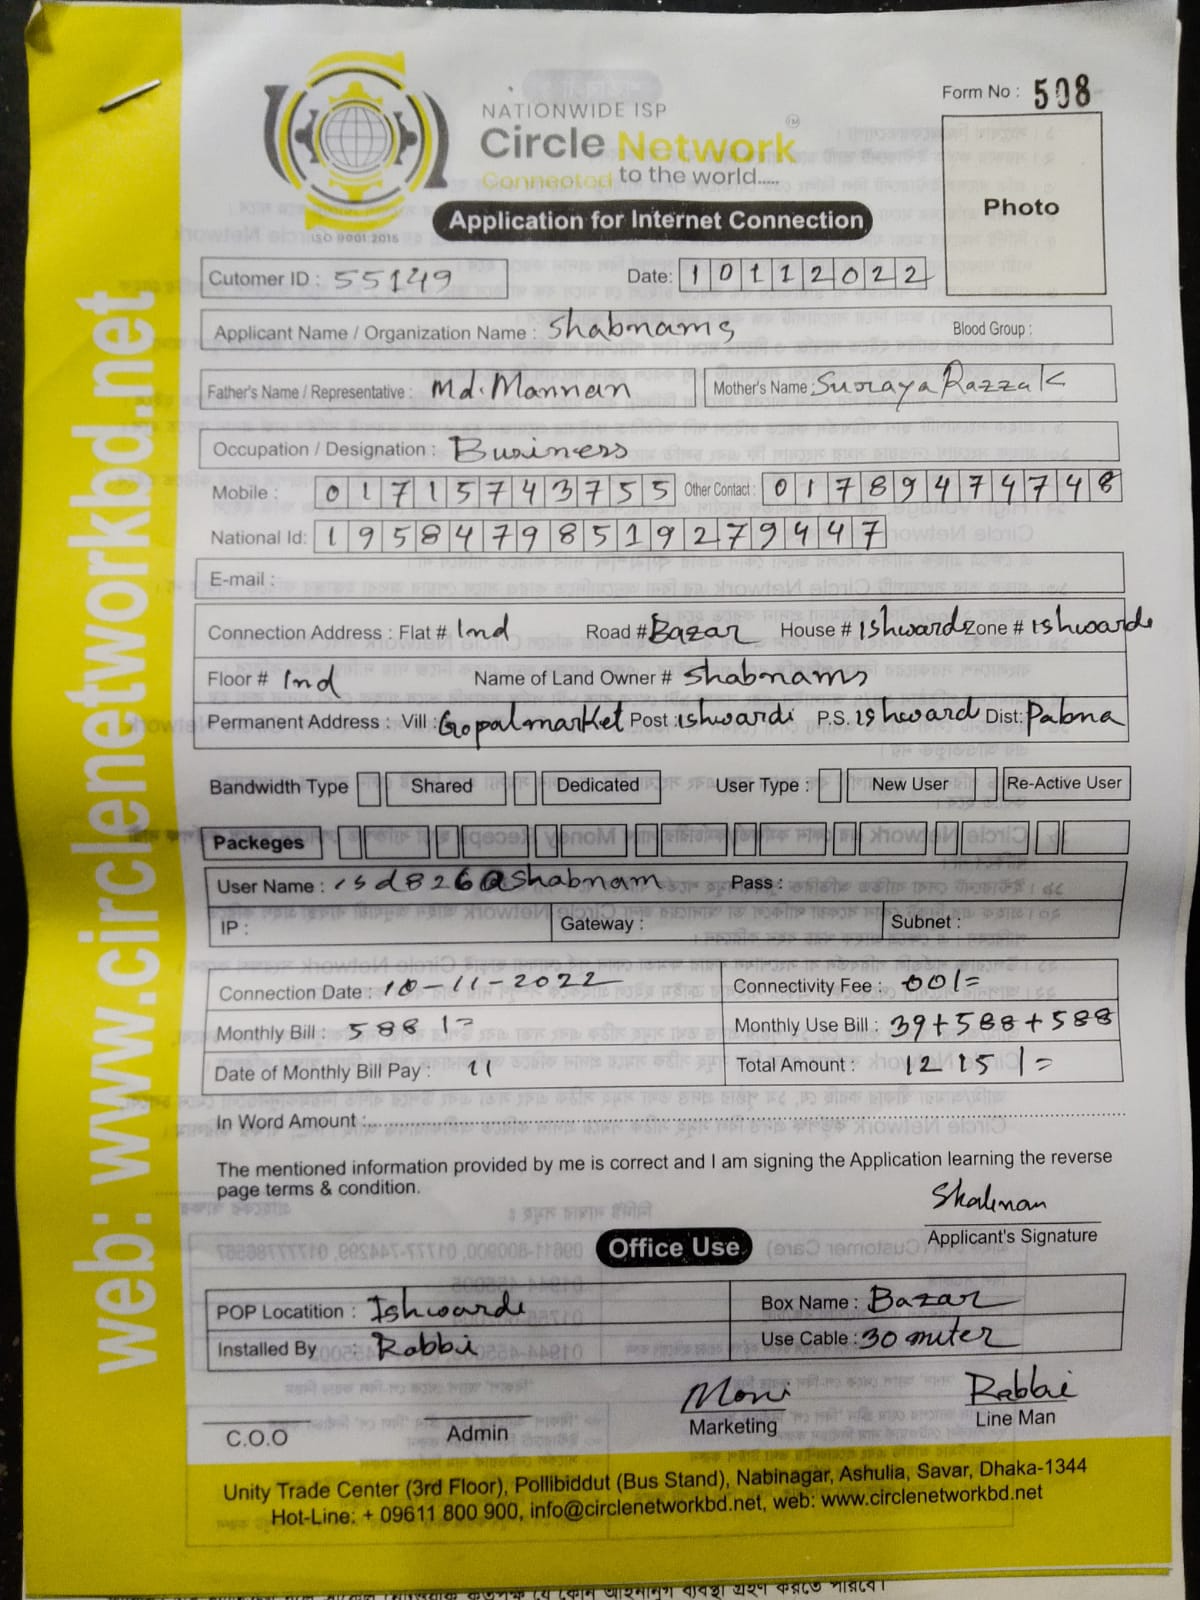 Form No : 508
NATIONWIDE ISP
Circle Network TM
Connected to the world.....
ISO 9001:2015
Application for Internet Connection
Photo
Cutomer ID : 55149 Date: 10112022
Applicant Name / Organization Name : Shabnams Blood Group :
Father's Name / Representative : Md. Mannan Mother's Name : Suraya Razzak
Occupation / Designation : Business
Mobile : 01715743755 Other Contact : 01789474748
National Id: 19584798519279447
E-mail :
Connection Address : Flat # Ind Road # Bazar House # Ishwardi Zone # ishwarde
Floor # Ind Name of Land Owner # Shabnams
Permanent Address : Vill : Gopalmarket Post : ishwardi P.S. ishward Dist: Pabna
Bandwidth Type Shared Dedicated User Type : New User Re-Active User
Packeges
User Name : isd826@shabnam Pass :
IP : Gateway : Subnet :
Connection Date : 10-11-2022 Connectivity Fee : 00/=
Monthly Bill : 588/= Monthly Use Bill : 39+588+588
Date of Monthly Bill Pay : 11 Total Amount : 1215/=
In Word Amount :
The mentioned information provided by me is correct and I am signing the Application learning the reverse
page terms & condition.
Shabnam
Applicant's Signature
Office Use
POP Locatition : Ishwarde Box Name : Bazar
Installed By : Rabbi Use Cable : 30 miter
Moni Rabbi
C.O.O Admin Marketing Line Man
Unity Trade Center (3rd Floor), Pollibiddut (Bus Stand), Nabinagar, Ashulia, Savar, Dhaka-1344
Hot-Line: + 09611 800 900, info@circlenetworkbd.net, web: www.circlenetworkbd.net
web: www.circlenetworkbd.net